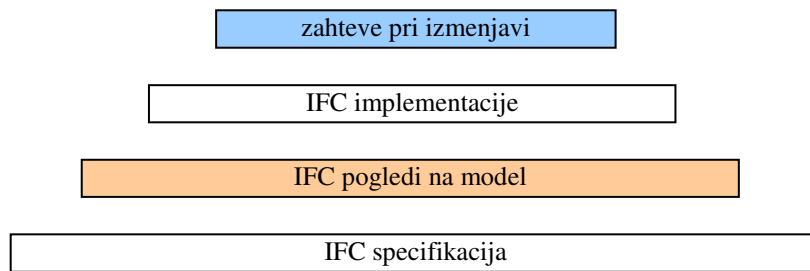 zahteve pri izmenjavi
IFC implementacije
IFC pogledi na model
IFC specifikacija